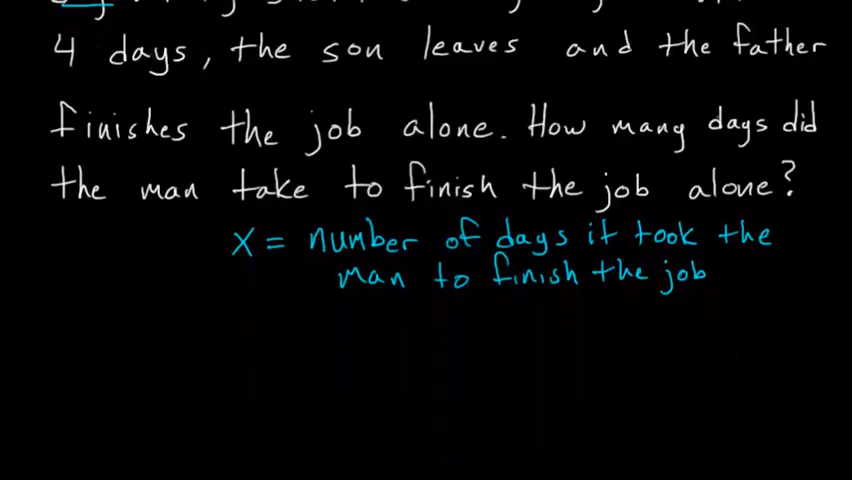 4 days, the son leaves and the father
finishes the job alone. How many days did
the man take to finish the job alone?
x = number of days it took the
man to finish the job